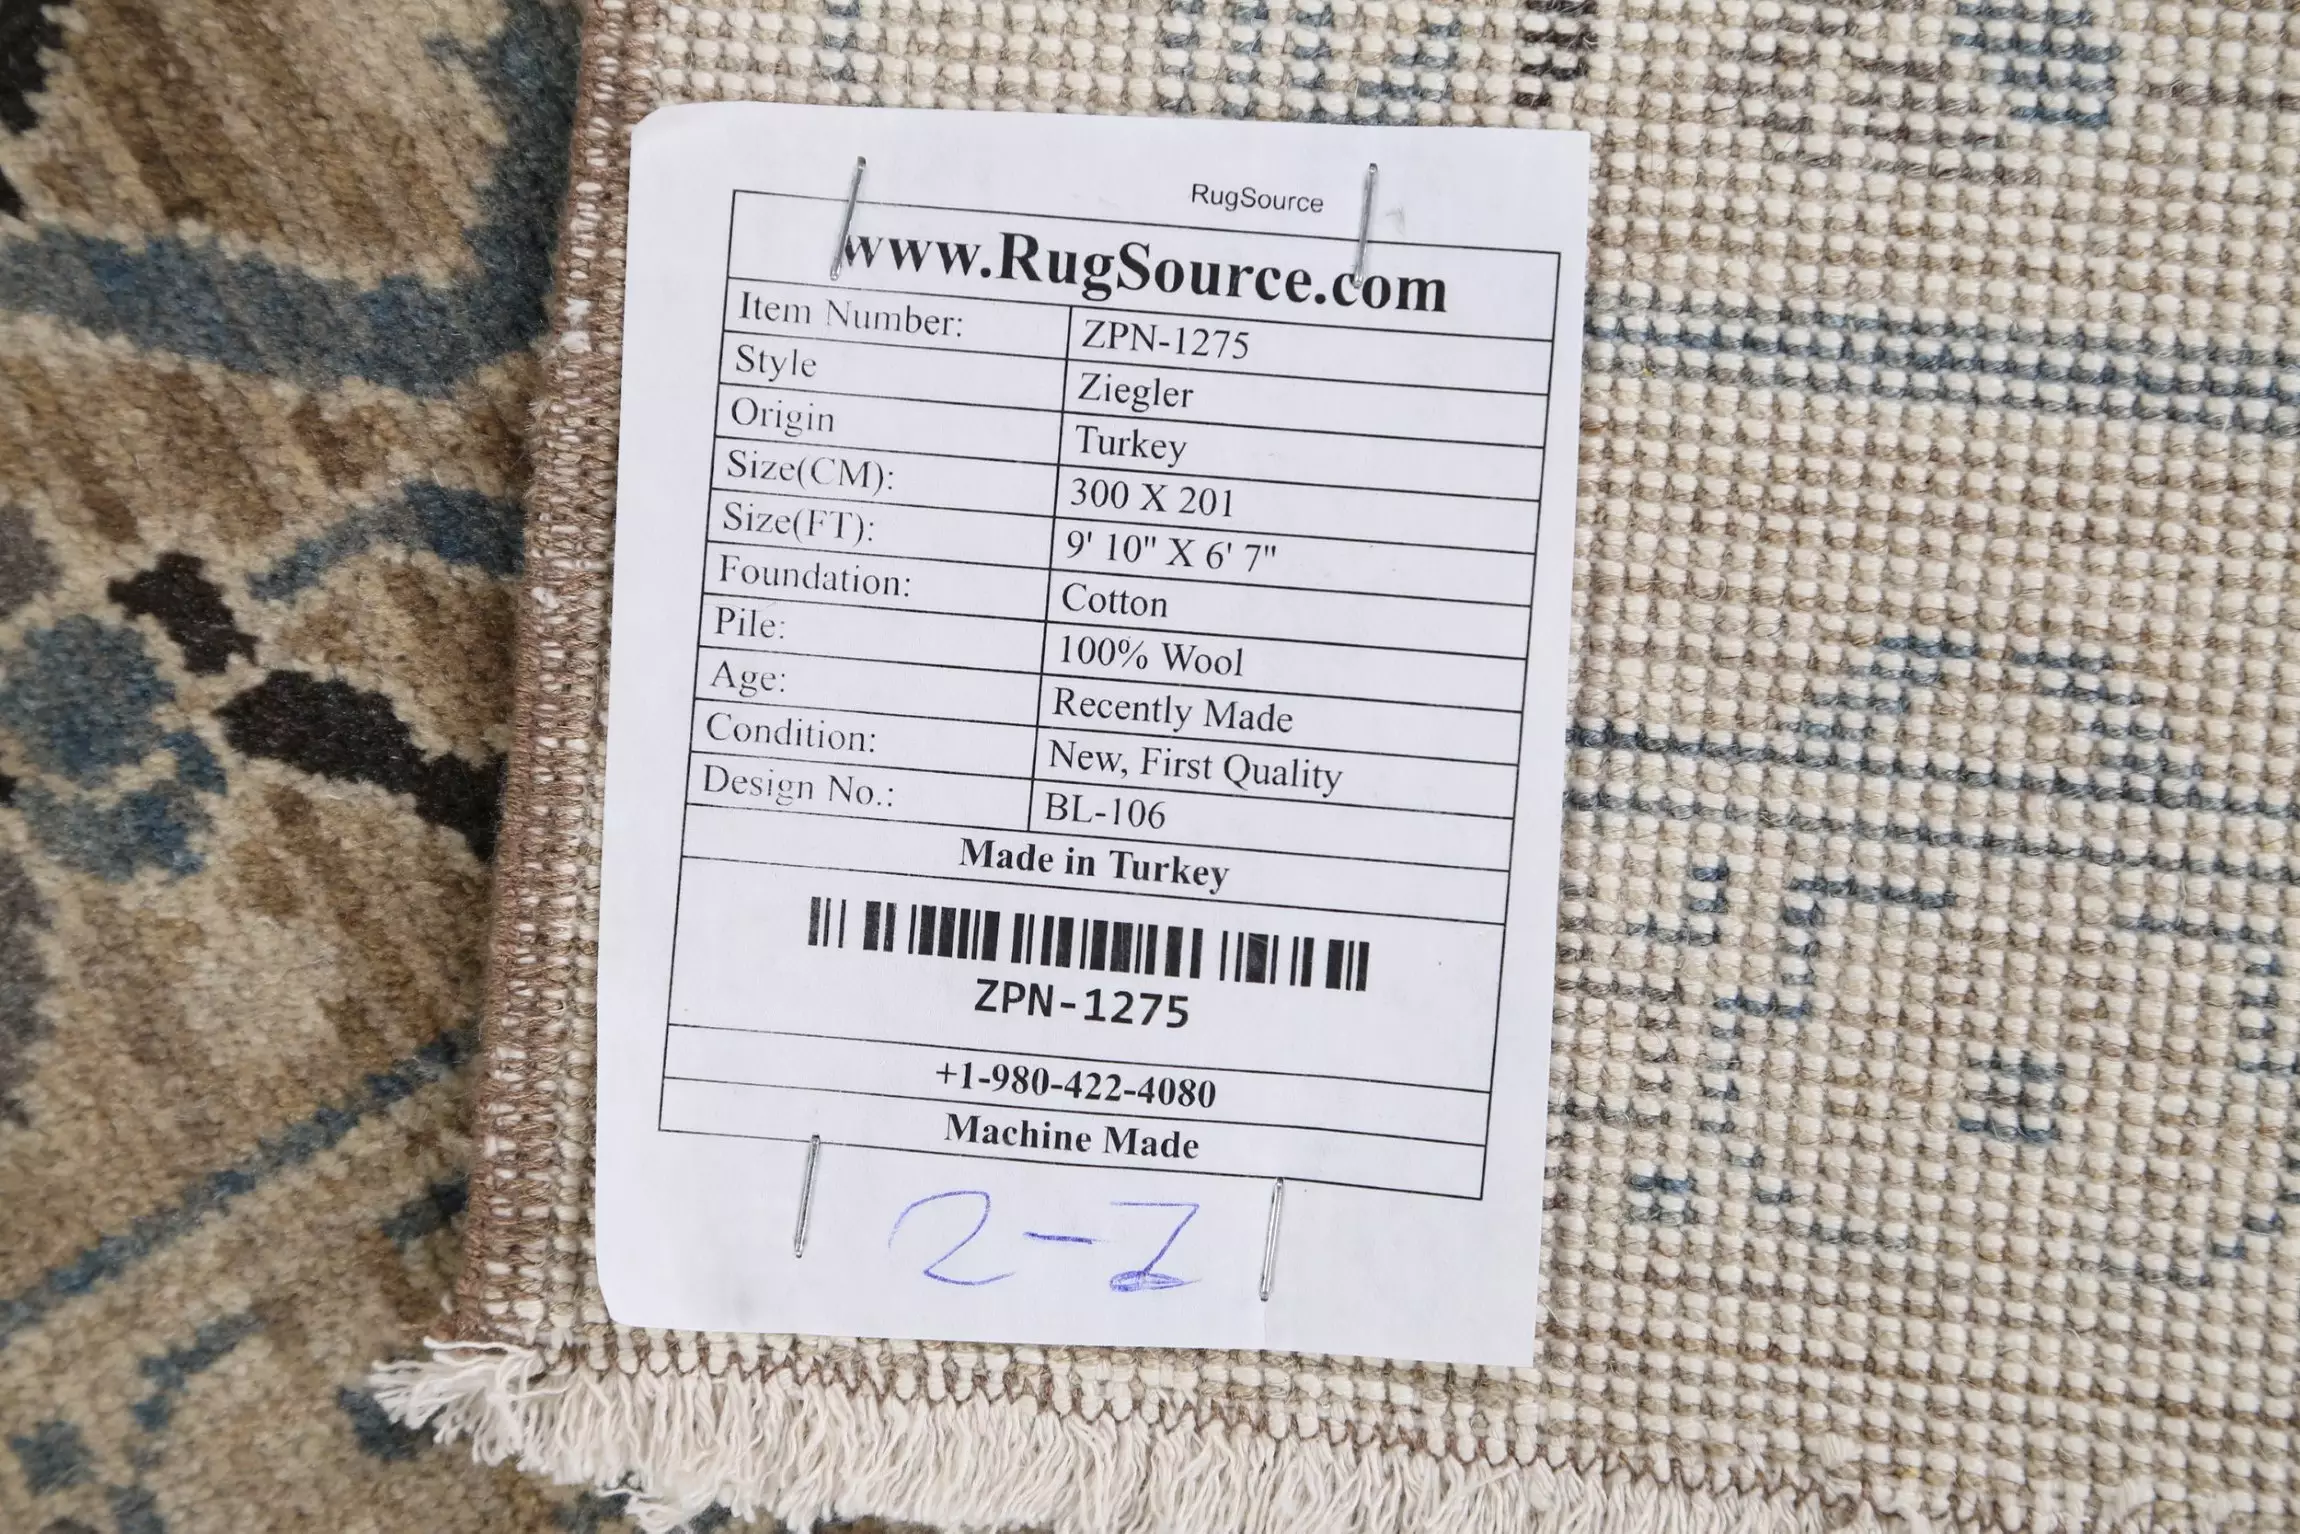 RugSource
www.RugSource.com
Item Number: ZPN-1275
Style Ziegler
Origin Turkey
Size(CM): 300 X 201
Size(FT): 9' 10" X 6' 7"
Foundation: Cotton
Pile: 100% Wool
Age: Recently Made
Condition: New, First Quality
Design No.: BL-106
Made in Turkey
ZPN-1275
+1-980-422-4080
Machine Made